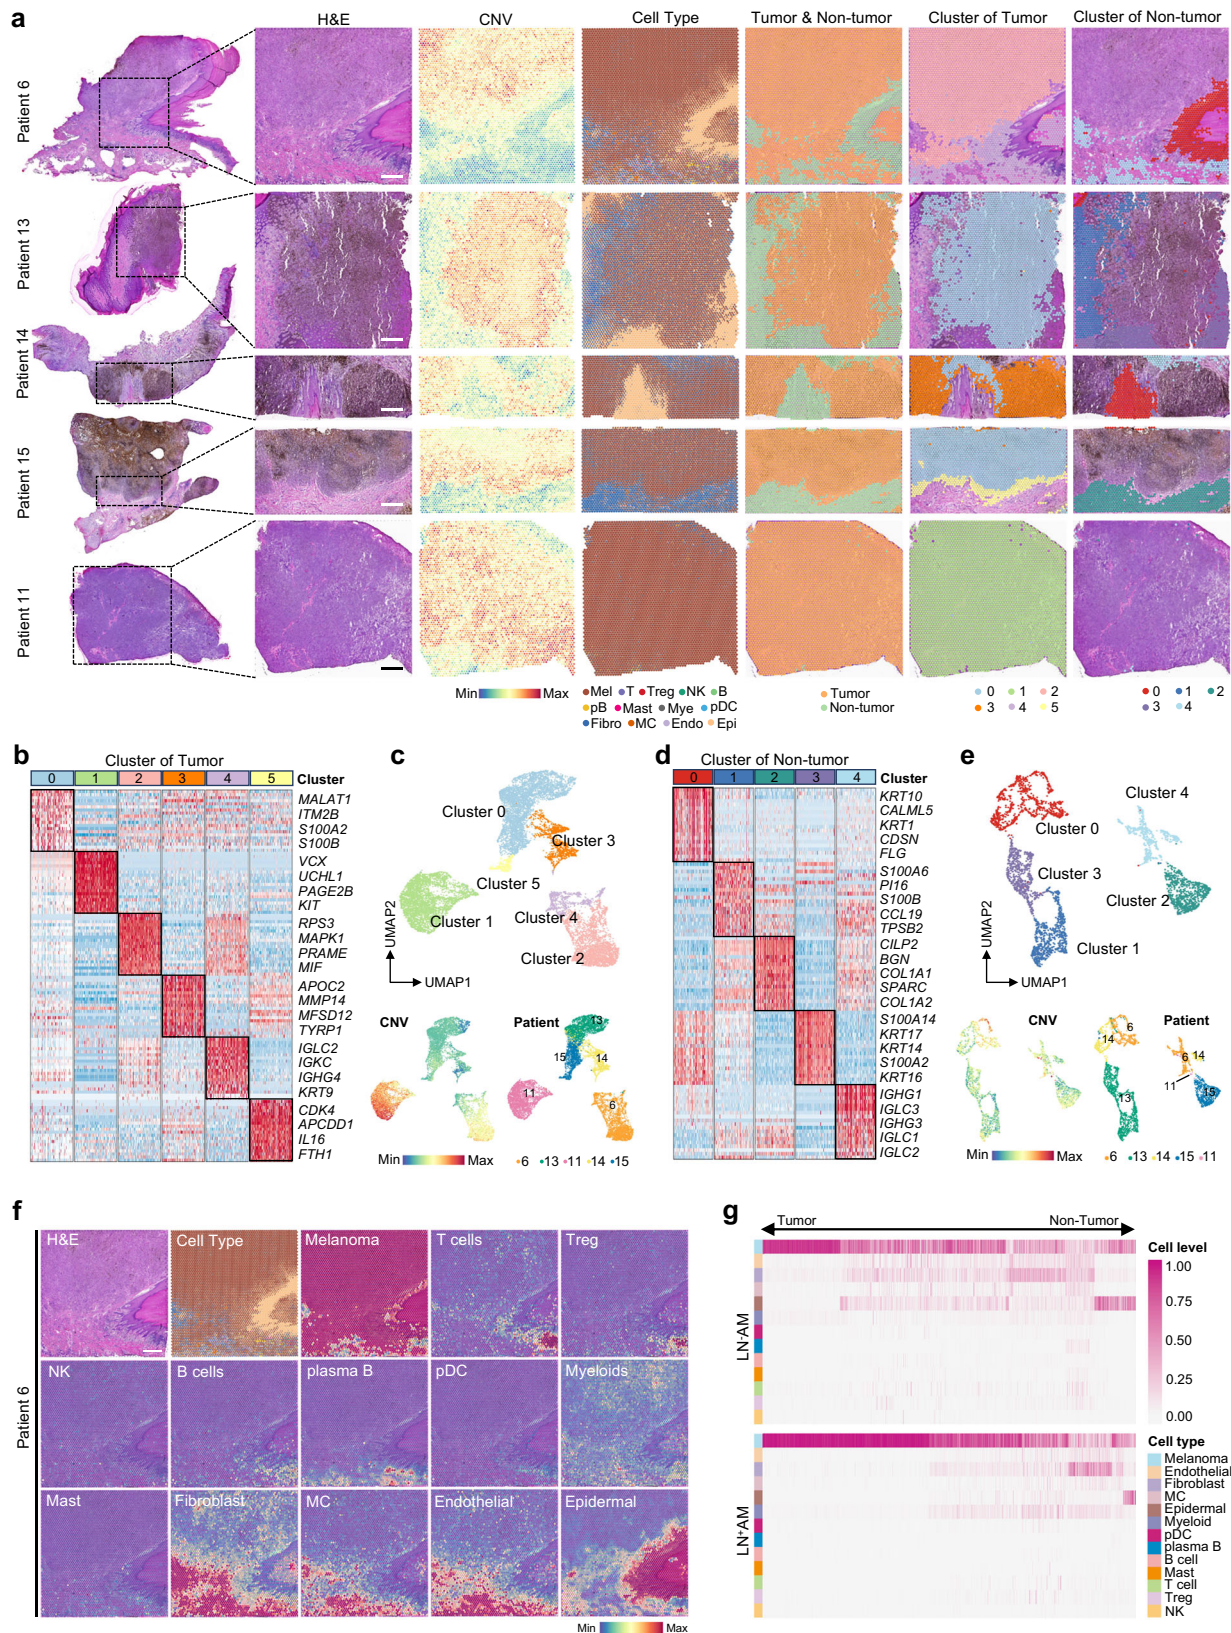 a
H&E CNV Cell Type Tumor & Non-tumor Cluster of Tumor Cluster of Non-tumor
Patient 6
Patient 13
Patient 14
Patient 15
Patient 11
Min Max
Mel T Treg NK B
pB Mast Mye pDC
Fibro MC Endo Epi
Tumor
Non-tumor
0 1 2
3 4 5
0 1 2
3 4
b
Cluster of Tumor
0 1 2 3 4 5 Cluster
MALAT1
ITM2B
S100A2
S100B
VCX
UCHL1
PAGE2B
KIT
RPS3
MAPK1
PRAME
MIF
APOC2
MMP14
MFSD12
TYRP1
IGLC2
IGKC
IGHG4
KRT9
CDK4
APCDD1
IL16
FTH1
c
Cluster 0
Cluster 3
Cluster 5
Cluster 1
Cluster 4
Cluster 2
UMAP2
UMAP1
CNV
Patient
13
15
14
11
6
Min Max
6 13 11 14 15
d
Cluster of Non-tumor
0 1 2 3 4 Cluster
KRT10
CALML5
KRT1
CDSN
FLG
S100A6
PI16
S100B
CCL19
TPSB2
CILP2
BGN
COL1A1
SPARC
COL1A2
S100A14
KRT17
KRT14
S100A2
KRT16
IGHG1
IGLC3
IGHG3
IGLC1
IGLC2
e
Cluster 4
Cluster 0
Cluster 3
Cluster 2
Cluster 1
UMAP2
UMAP1
CNV
Patient
6
14
6 14
11
13
15
Min Max
6 13 14 15 11
f
Patient 6
H&E Cell Type Melanoma T cells Treg
NK B cells plasma B pDC Myeloids
Mast Fibroblast MC Endothelial Epidermal
Min Max
g
Tumor Non-Tumor
LN-AM
LN+AM
Cell level
1.00
0.75
0.50
0.25
0.00
Cell type
Melanoma
Endothelial
Fibroblast
MC
Epidermal
Myeloid
pDC
plasma B
B cell
Mast
T cell
Treg
NK